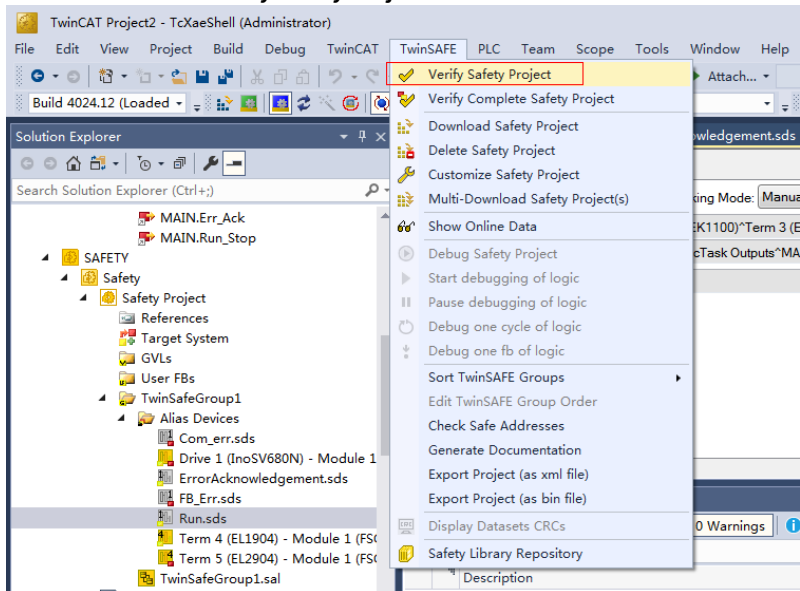 TwinCAT Project2 - TcXaeShell (Administrator)
File Edit View Project Build Debug TwinCAT TwinSAFE PLC Team Scope Tools Window Help
Attach...
Build 4024.12 (Loaded
Solution Explorer
Search Solution Explorer (Ctrl+;)
MAIN.Err_Ack
MAIN.Run_Stop
SAFETY
Safety
Safety Project
References
Target System
GVLs
User FBs
TwinSafeGroup1
Alias Devices
Com_err.sds
Drive 1 (InoSV680N) - Module 1
ErrorAcknowledgement.sds
FB_Err.sds
Run.sds
Term 4 (EL1904) - Module 1 (FSO
Term 5 (EL2904) - Module 1 (FSO
TwinSafeGroup1.sal
Verify Safety Project
Verify Complete Safety Project
Download Safety Project
Delete Safety Project
Customize Safety Project
Multi-Download Safety Project(s)
Show Online Data
Debug Safety Project
Start debugging of logic
Pause debugging of logic
Debug one cycle of logic
Debug one fb of logic
Sort TwinSAFE Groups
Edit TwinSAFE Group Order
Check Safe Addresses
Generate Documentation
Export Project (as xml file)
Export Project (as bin file)
Display Datasets CRCs
Safety Library Repository
owledgement.sds
king Mode: Manua
EK1100)^Term 3 (E
cTask Outputs^MA
0 Warnings
Description